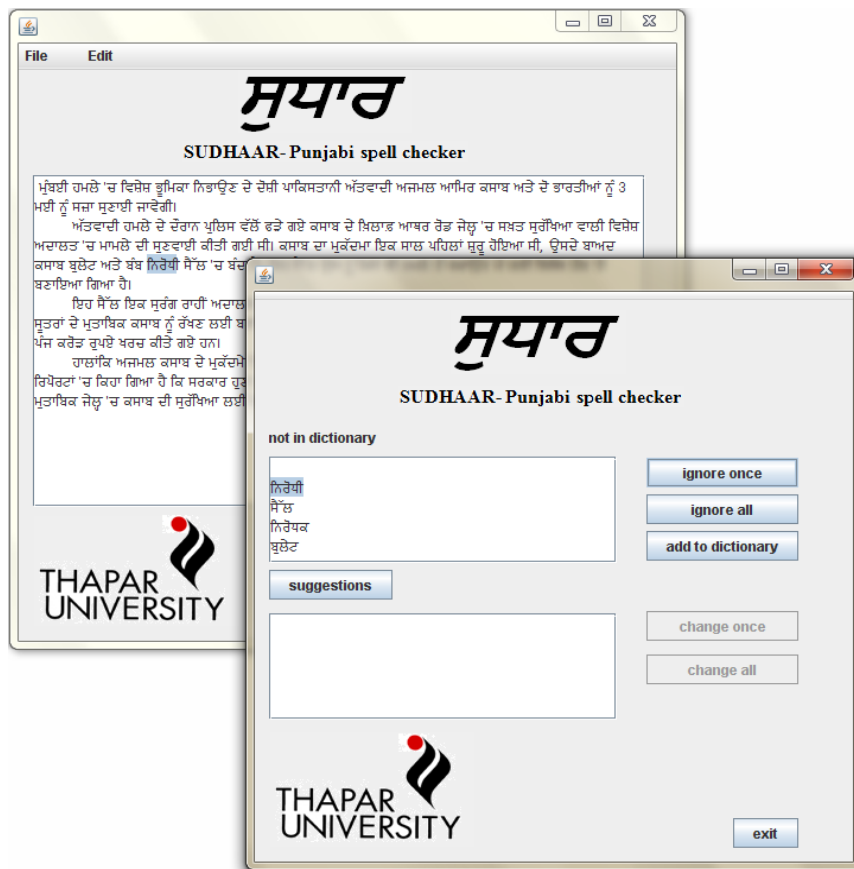 File Edit
ਸੁਧਾਰ
SUDHAAR- Punjabi spell checker
ਮੁੰਬਈ ਹਮਲੇ 'ਚ ਵਿਸ਼ੇਸ਼ ਭੂਮਿਕਾ ਨਿਭਾਉਣ ਦੇ ਦੋਸ਼ੀ ਪਾਕਿਸਤਾਨੀ ਅੱਤਵਾਦੀ ਅਜਮਲ ਆਮਿਰ ਕਸਾਬ ਅਤੇ ਦੋ ਭਾਰਤੀਆਂ ਨੂੰ 3
ਮਈ ਨੂੰ ਸਜ਼ਾ ਸੁਣਾਈ ਜਾਵੇਗੀ।
ਅੱਤਵਾਦੀ ਹਮਲੇ ਦੇ ਦੌਰਾਨ ਪੁਲਿਸ ਵੱਲੋਂ ਫੜੇ ਗਏ ਕਸਾਬ ਦੇ ਖ਼ਿਲਾਫ਼ ਆਥਰ ਰੋਡ ਜੇਲ੍ਹ 'ਚ ਸਖ਼ਤ ਸੁਰੱਖਿਆ ਵਾਲੀ ਵਿਸ਼ੇਸ਼
ਅਦਾਲਤ 'ਚ ਮਾਮਲੇ ਦੀ ਸੁਣਵਾਈ ਕੀਤੀ ਗਈ ਸੀ। ਕਸਾਬ ਦਾ ਮੁਕੱਦਮਾ ਇਕ ਸਾਲ ਪਹਿਲਾਂ ਸ਼ੁਰੂ ਹੋਇਆ ਸੀ, ਉਸਦੇ ਬਾਅਦ
ਕਸਾਬ ਬੁਲੇਟ ਅਤੇ ਬੰਬ ਨਿਰੋਧੀ ਸੈੱਲ 'ਚ ਬੰਦ
ਬਣਾਇਆ ਗਿਆ ਹੈ।
ਇਹ ਸੈੱਲ ਇਕ ਸੁਰੰਗ ਰਾਹੀਂ ਅਦਾਲ
ਸੂਤਰਾਂ ਦੇ ਮੁਤਾਬਿਕ ਕਸਾਬ ਨੂੰ ਰੱਖਣ ਲਈ ਬ
ਪੰਜ ਕਰੋੜ ਰੁਪਏ ਖਰਚ ਕੀਤੇ ਗਏ ਹਨ।
ਹਾਲਾਂਕਿ ਅਜਮਲ ਕਸਾਬ ਦੇ ਮੁਕੱਦਮੇ
ਰਿਪੋਰਟਾਂ 'ਚ ਕਿਹਾ ਗਿਆ ਹੈ ਕਿ ਸਰਕਾਰ ਹੁਣ
ਮੁਤਾਬਿਕ ਜੇਲ੍ਹ 'ਚ ਕਸਾਬ ਦੀ ਸੁਰੱਖਿਆ ਲਈ
THAPAR
UNIVERSITY
ਸੁਧਾਰ
SUDHAAR- Punjabi spell checker
not in dictionary
ਨਿਰੋਧੀ
ਸੈੱਲ
ਨਿਰੋਧਕ
ਬੁਲੇਟ
ignore once
ignore all
add to dictionary
suggestions
change once
change all
THAPAR
UNIVERSITY
exit